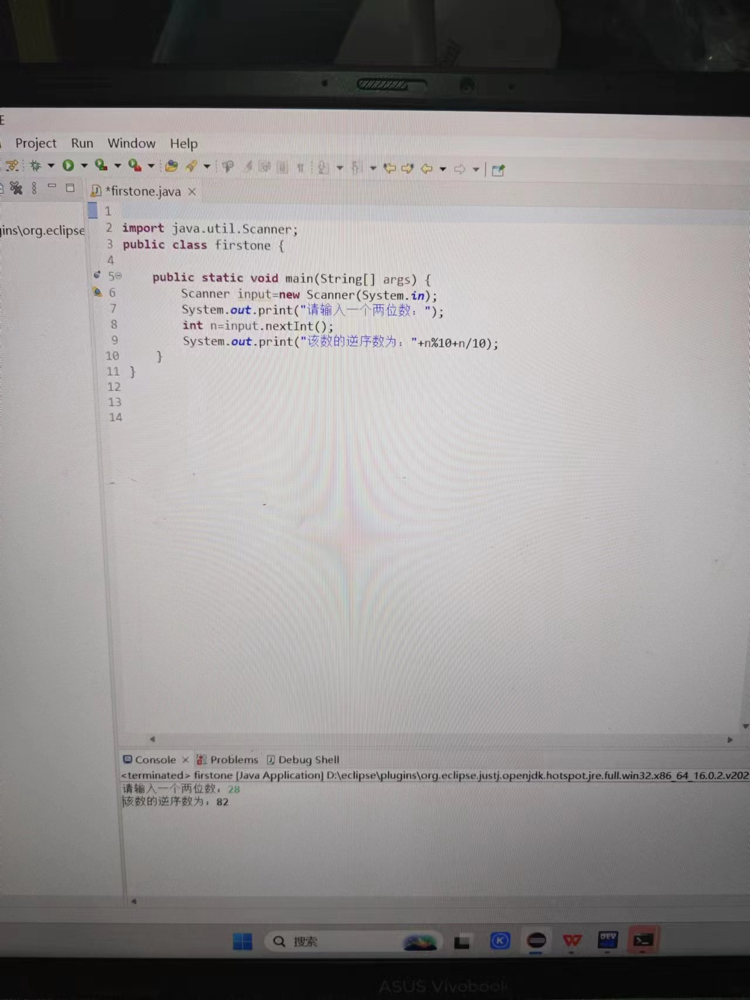 E
Project Run Window Help
*firstone.java
gins\org.eclipse
1
2 import java.util.Scanner;
3 public class firstone {
4
5 public static void main(String[] args) {
6 Scanner input=new Scanner(System.in);
7 System.out.print("请输入一个两位数：");
8 int n=input.nextInt();
9 System.out.print("该数的逆序数为："+n%10+n/10);
10 }
11 }
12
13
14
Console Problems Debug Shell
<terminated> firstone [Java Application] D:\eclipse\plugins\org.eclipse.justj.openjdk.hotspot.jre.full.win32.x86_64_16.0.2.v202
请输入一个两位数：28
该数的逆序数为：82
搜索
K
W
DEV
ASUS Vivobook